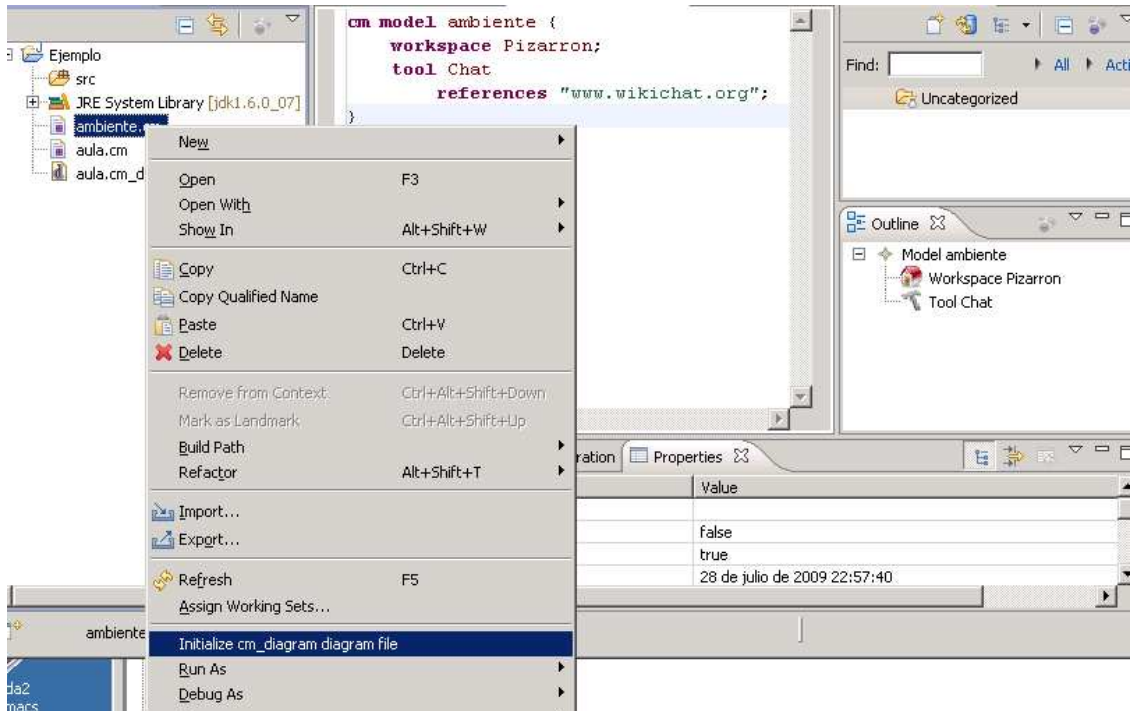 Ejemplo
src
JRE System Library [jdk1.6.0_07]
ambiente.cm
aula.cm
aula.cm_d
cm model ambiente {
workspace Pizarron;
tool Chat
references "www.wikichat.org";
}
Find:
All
Acti
Uncategorized
Outline
Model ambiente
Workspace Pizarron
Tool Chat
New
Open F3
Open With
Show In Alt+Shift+W
Copy Ctrl+C
Copy Qualified Name
Paste Ctrl+V
Delete Delete
Remove from Context Ctrl+Alt+Shift+Down
Mark as Landmark Ctrl+Alt+Shift+Up
Build Path
Refactor Alt+Shift+T
Import...
Export...
Refresh F5
Assign Working Sets...
Initialize cm_diagram diagram file
Run As
Debug As
ration
Properties
Value
false
true
28 de julio de 2009 22:57:40
ambiente
da2
macs